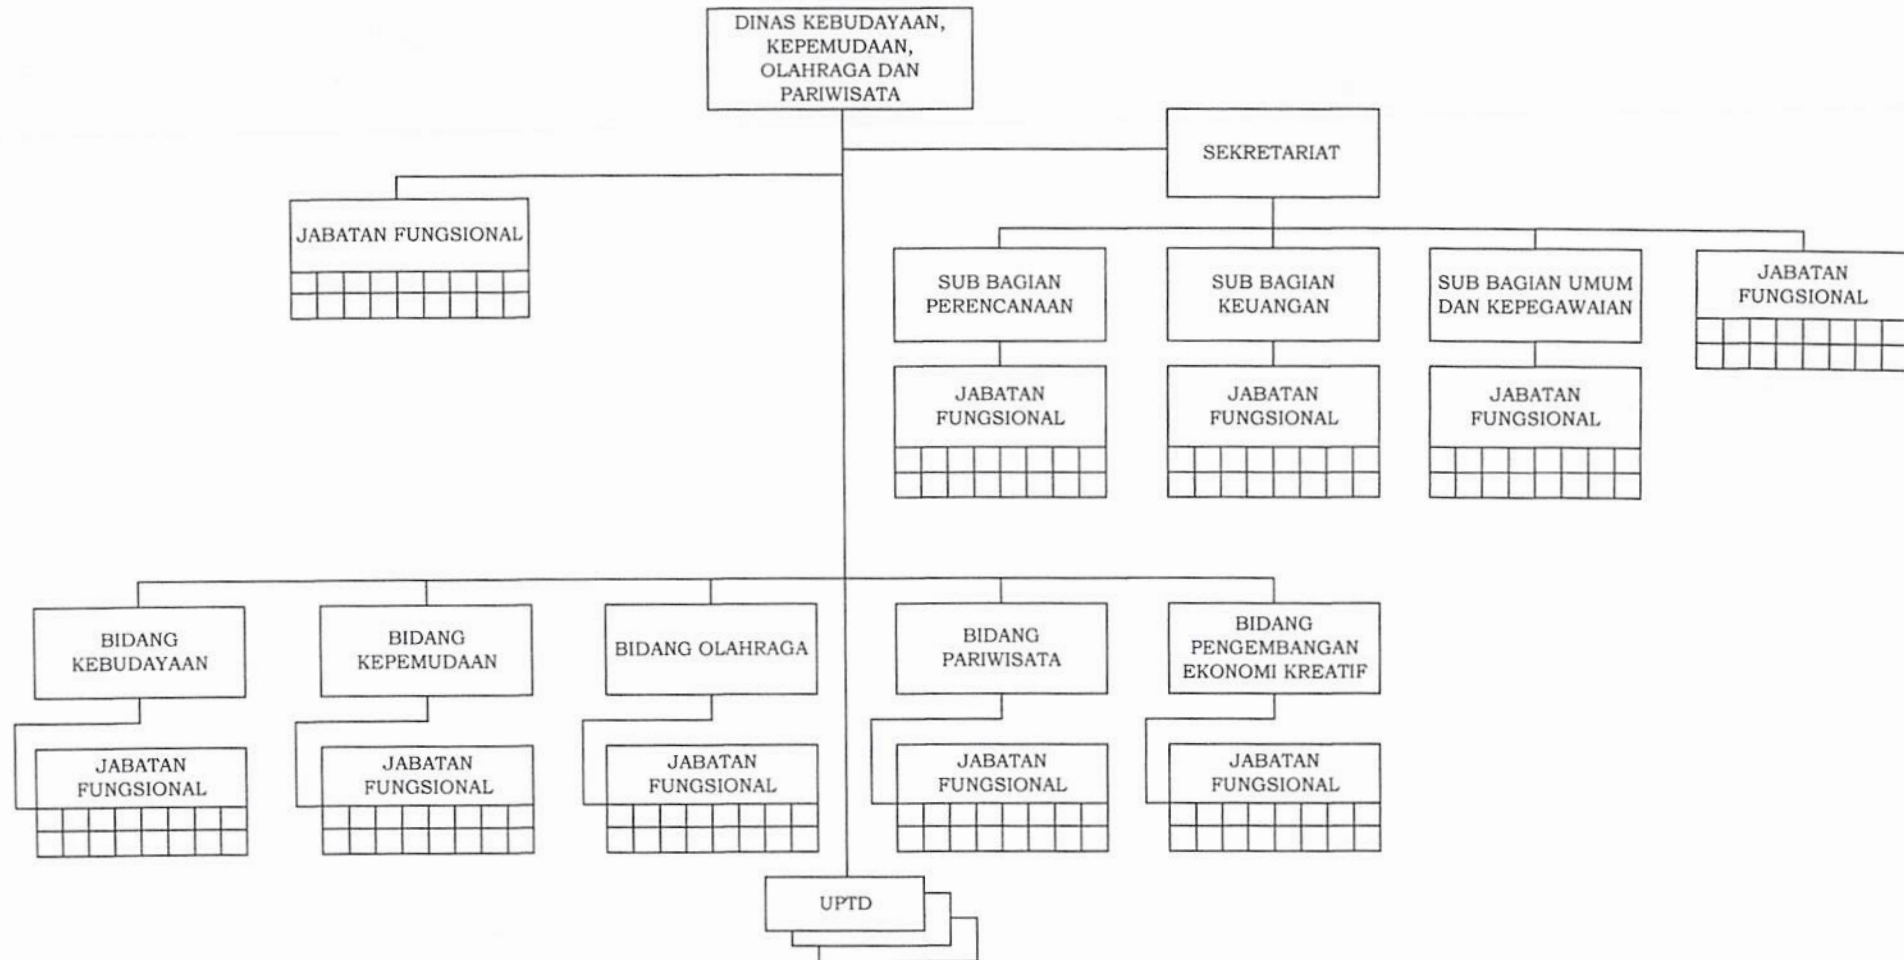 DINAS KEBUDAYAAN,
KEPEMUDAAN,
OLAHRAGA DAN
PARIWISATA
SEKRETARIAT
JABATAN FUNGSIONAL
SUB BAGIAN
PERENCANAAN
SUB BAGIAN
KEUANGAN
SUB BAGIAN UMUM
DAN KEPEGAWAIAN
JABATAN
FUNGSIONAL
JABATAN
FUNGSIONAL
JABATAN
FUNGSIONAL
JABATAN
FUNGSIONAL
BIDANG
KEBUDAYAAN
BIDANG
KEPEMUDAAN
BIDANG OLAHRAGA
BIDANG
PARIWISATA
BIDANG
PENGEMBANGAN
EKONOMI KREATIF
JABATAN
FUNGSIONAL
JABATAN
FUNGSIONAL
JABATAN
FUNGSIONAL
JABATAN
FUNGSIONAL
JABATAN
FUNGSIONAL
UPTD